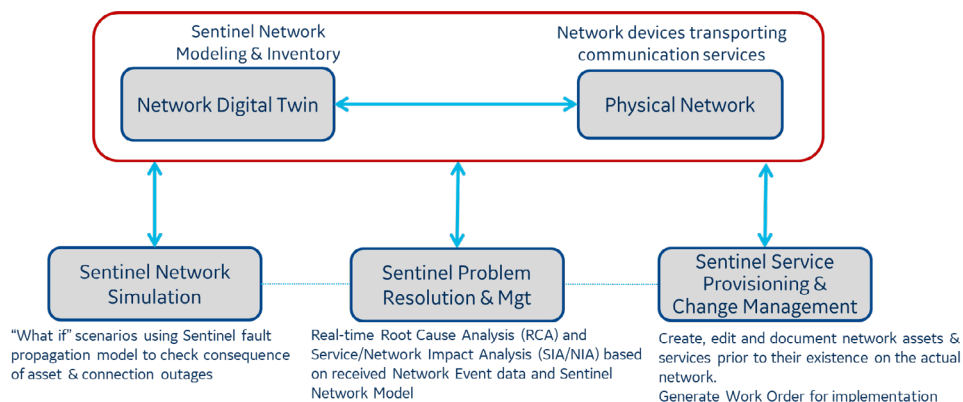 Sentinel Network
Modeling & Inventory
Network devices transporting
communication services
Network Digital Twin
Physical Network
Sentinel Network
Simulation
Sentinel Problem
Resolution & Mgt
Sentinel Service
Provisioning &
Change Management
“What if” scenarios using Sentinel fault
propagation model to check consequence
of asset & connection outages
Real-time Root Cause Analysis (RCA) and
Service/Network Impact Analysis (SIA/NIA) based
on received Network Event data and Sentinel
Network Model
Create, edit and document network assets &
services prior to their existence on the actual
network.
Generate Work Order for implementation